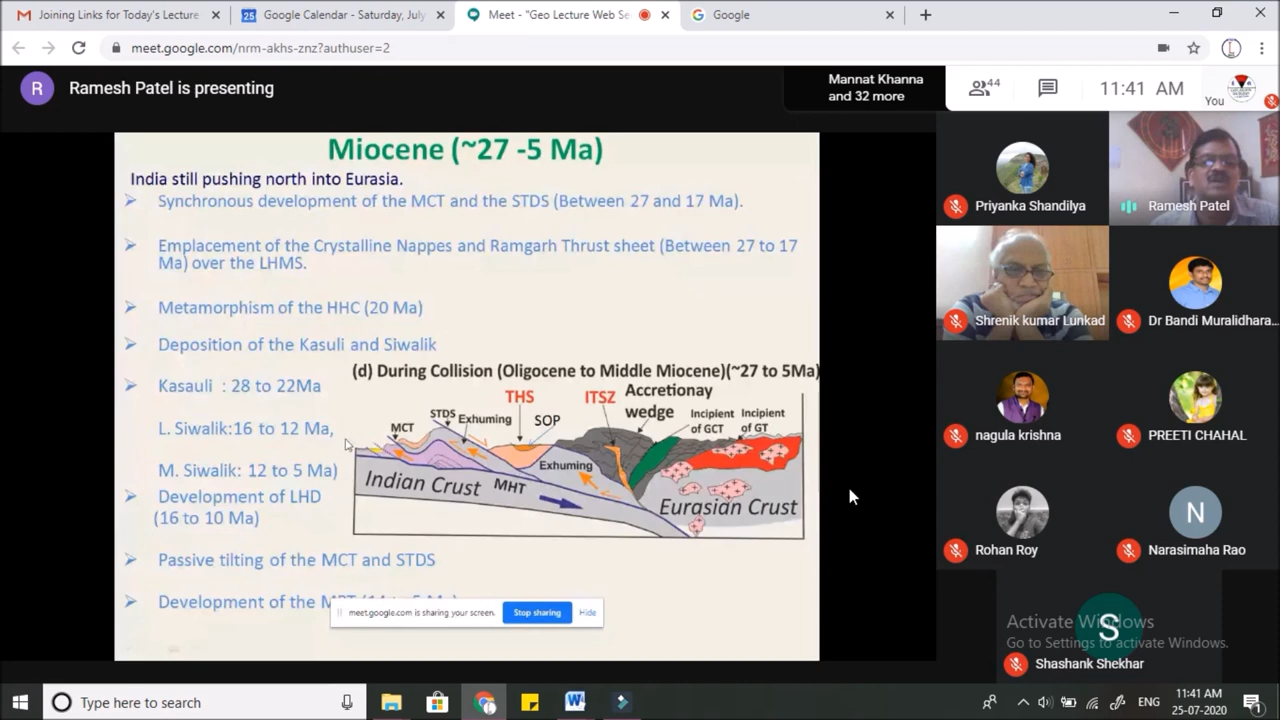 Joining Links for Today's Lecture
Google Calendar - Saturday, July
Meet - "Geo Lecture Web Se
Google
meet.google.com/nrm-akhs-znz?authuser=2
R
Ramesh Patel is presenting
Mannat Khanna
and 32 more
44
11:41 AM
You
Miocene (~27 -5 Ma)
India still pushing north into Eurasia.
Synchronous development of the MCT and the STDS (Between 27 and 17 Ma).
Emplacement of the Crystalline Nappes and Ramgarh Thrust sheet (Between 27 to 17
Ma) over the LHMS.
Metamorphism of the HHC (20 Ma)
Deposition of the Kasuli and Siwalik
Kasauli : 28 to 22Ma
L. Siwalik:16 to 12 Ma,
M. Siwalik: 12 to 5 Ma)
Development of LHD
(16 to 10 Ma)
Passive tilting of the MCT and STDS
Development of the
(d) During Collision (Oligocene to Middle Miocene)(~27 to 5Ma)
THS
ITSZ
Accretionay
wedge
STDS
Exhuming
SOP
MCT
Incipient
of GCT
Incipient
of GT
Exhuming
Indian Crust
MHT
Eurasian Crust
meet.google.com is sharing your screen.
Stop sharing
Hide
Priyanka Shandilya
Ramesh Patel
Shrenik kumar Lunkad
Dr Bandi Muralidhara...
nagula krishna
PREETI CHAHAL
Rohan Roy
N
Narasimaha Rao
S
Shashank Shekhar
Activate Windows
Go to Settings to activate Windows.
Type here to search
ENG
11:41 AM
25-07-2020